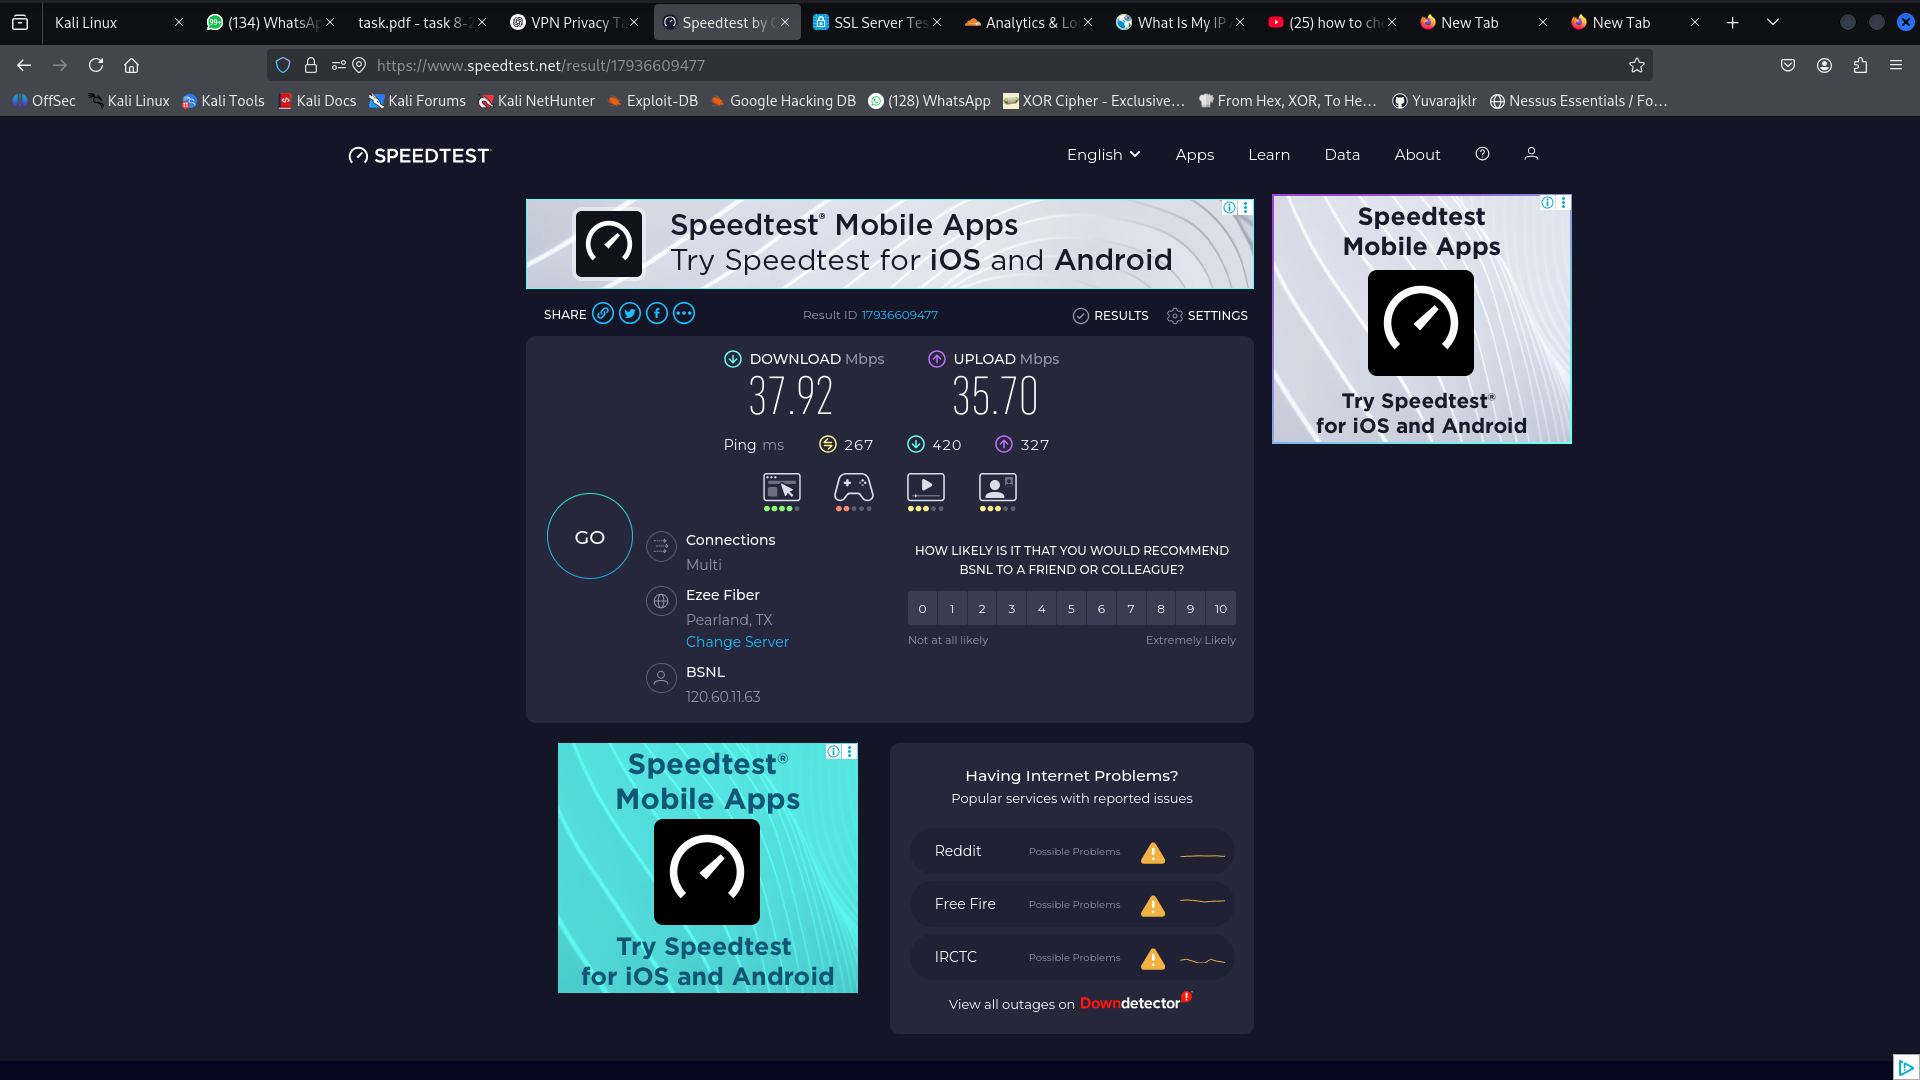 Kali Linux
(134) WhatsAp
task.pdf - task 8-2
VPN Privacy Ta
Speedtest by O
SSL Server Tes
Analytics & Lo
What Is My IP A
(25) how to che
New Tab
New Tab
https://www.speedtest.net/result/17936609477
OffSec
Kali Linux
Kali Tools
Kali Docs
Kali Forums
Kali NetHunter
Exploit-DB
Google Hacking DB
(128) WhatsApp
XOR Cipher - Exclusive…
From Hex, XOR, To He…
Yuvarajklr
Nessus Essentials / Fo…
SPEEDTEST
English
Apps
Learn
Data
About
Speedtest® Mobile Apps
Try Speedtest for iOS and Android
Speedtest
Mobile Apps
Try Speedtest®
for iOS and Android
SHARE
Result ID 17936609477
RESULTS
SETTINGS
DOWNLOAD Mbps
37.92
UPLOAD Mbps
35.70
Ping ms
267
420
327
GO
Connections
Multi
Ezee Fiber
Pearland, TX
Change Server
BSNL
120.60.11.63
HOW LIKELY IS IT THAT YOU WOULD RECOMMEND
BSNL TO A FRIEND OR COLLEAGUE?
0 1 2 3 4 5 6 7 8 9 10
Not at all likely
Extremely Likely
Speedtest®
Mobile Apps
Try Speedtest
for iOS and Android
Having Internet Problems?
Popular services with reported issues
Reddit
Possible Problems
Free Fire
Possible Problems
IRCTC
Possible Problems
View all outages on Downdetector